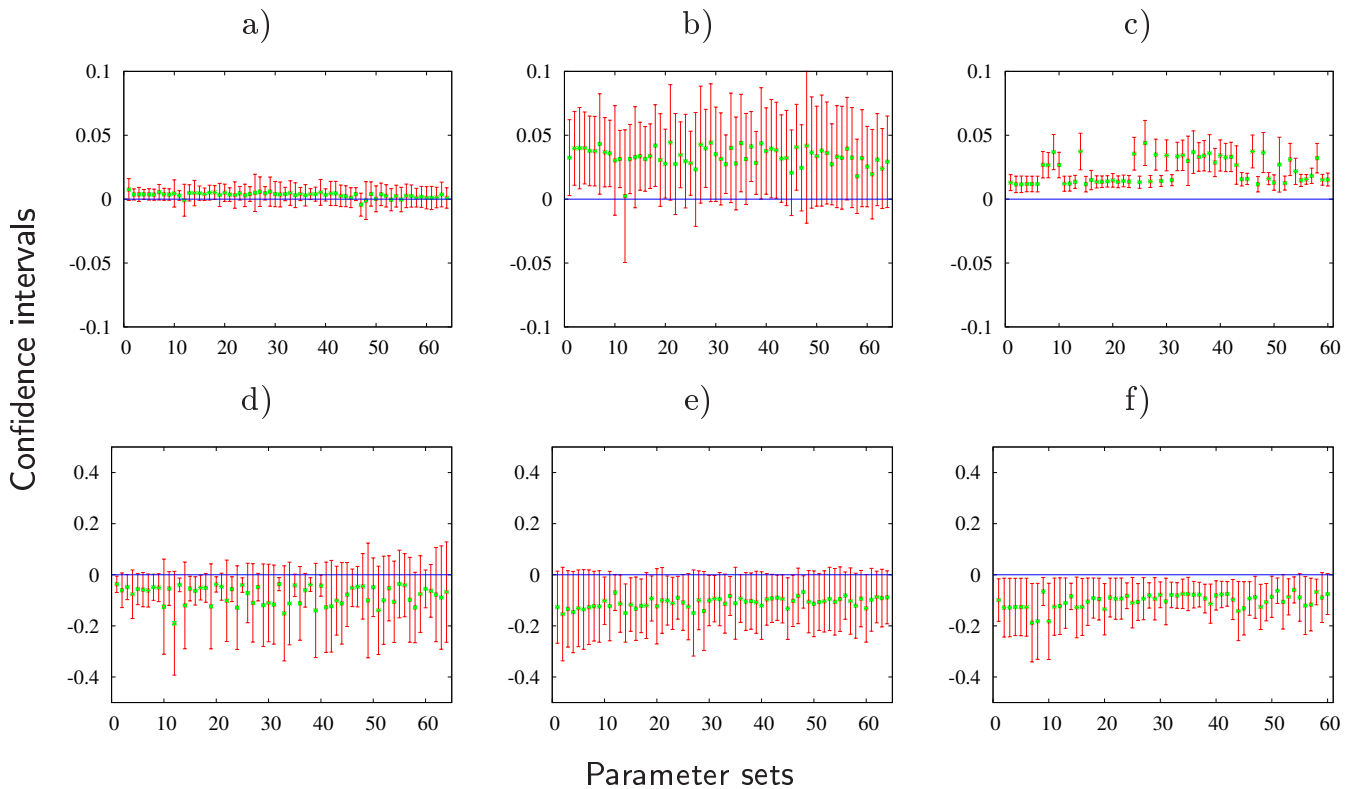 a) b) c)
0.1 0.1 0.1
0.05 0.05 0.05
0 0 0
-0.05 -0.05 -0.05
-0.1 -0.1 -0.1
0 10 20 30 40 50 60 0 10 20 30 40 50 60 0 10 20 30 40 50 60
Confidence intervals
d) e) f)
0.4 0.4 0.4
0.2 0.2 0.2
0 0 0
-0.2 -0.2 -0.2
-0.4 -0.4 -0.4
0 10 20 30 40 50 60 0 10 20 30 40 50 60 0 10 20 30 40 50 60
Parameter sets